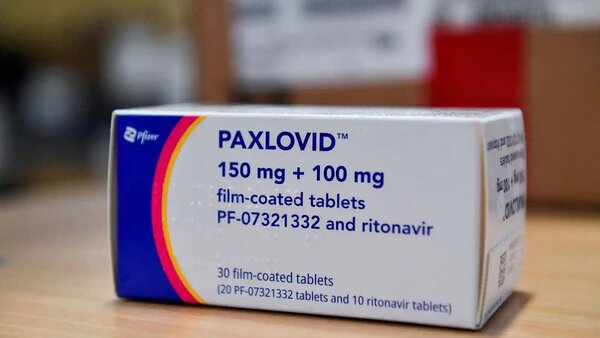 Pfizer
PAXLOVID™
150 mg + 100 mg
film-coated tablets
PF-07321332 and ritonavir
30 film-coated tablets
(20 PF-07321332 tablets and 10 ritonavir tablets)